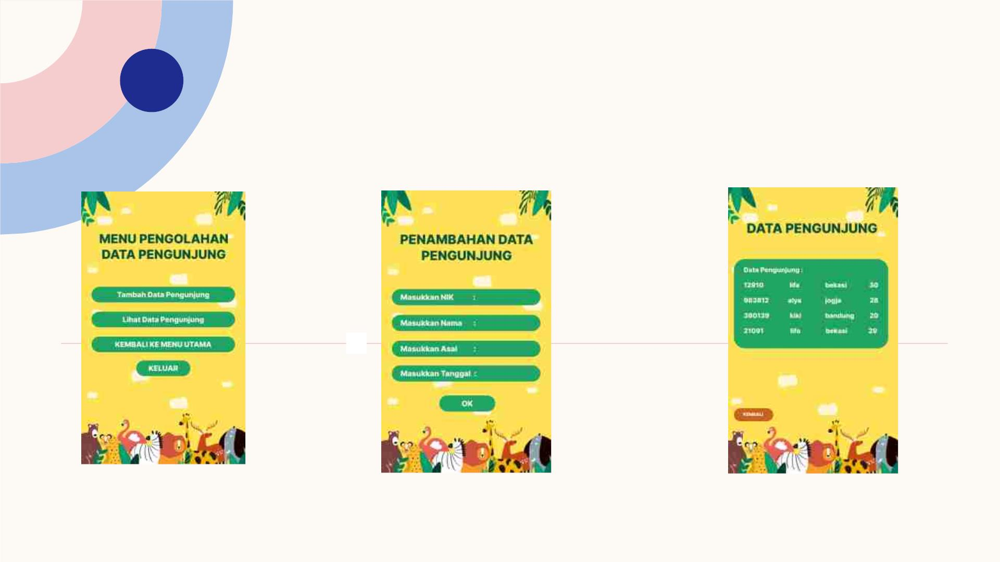 MENU PENGOLAHAN
DATA PENGUNJUNG
Tambah Data Pengunjung
Lihat Data Pengunjung
KEMBALI KE MENU UTAMA
KELUAR
PENAMBAHAN DATA
PENGUNJUNG
Masukkan NIK :
Masukkan Nama :
Masukkan Asal :
Masukkan Tanggal :
OK
DATA PENGUNJUNG
Data Pengunjung :
12910 lifa bekasi 30
983812 alya jogja 28
380139 kiki bandung 29
21091 lifa bekasi 29
KEMBALI